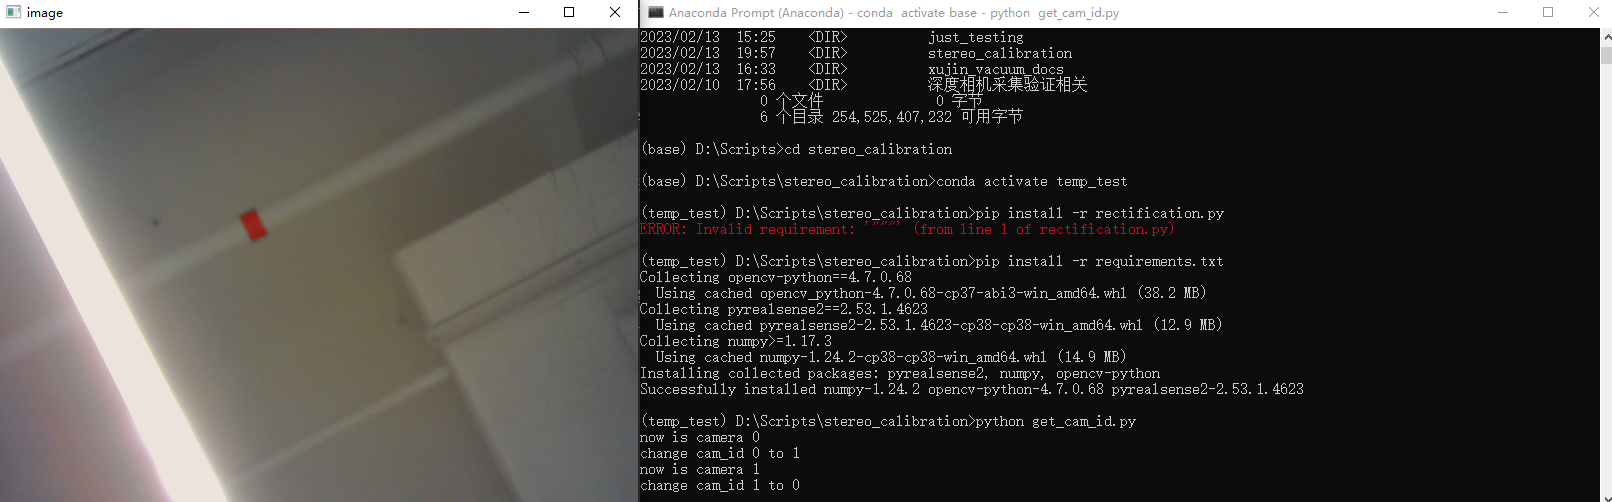 image
Anaconda Prompt (Anaconda) - conda  activate base - python  get_cam_id.py
2023/02/13  15:25    <DIR>          just_testing
2023/02/13  19:57    <DIR>          stereo_calibration
2023/02/13  16:33    <DIR>          xujin_vacuum_docs
2023/02/10  17:56    <DIR>          深度相机采集验证相关
0 个文件              0 字节
6 个目录 254,525,407,232 可用字节
(base) D:\Scripts>cd stereo_calibration
(base) D:\Scripts\stereo_calibration>conda activate temp_test
(temp_test) D:\Scripts\stereo_calibration>pip install -r rectification.py
ERROR: Invalid requirement: '"""' (from line 1 of rectification.py)
(temp_test) D:\Scripts\stereo_calibration>pip install -r requirements.txt
Collecting opencv-python==4.7.0.68
  Using cached opencv_python-4.7.0.68-cp37-abi3-win_amd64.whl (38.2 MB)
Collecting pyrealsense2==2.53.1.4623
  Using cached pyrealsense2-2.53.1.4623-cp38-cp38-win_amd64.whl (12.9 MB)
Collecting numpy>=1.17.3
  Using cached numpy-1.24.2-cp38-cp38-win_amd64.whl (14.9 MB)
Installing collected packages: pyrealsense2, numpy, opencv-python
Successfully installed numpy-1.24.2 opencv-python-4.7.0.68 pyrealsense2-2.53.1.4623
(temp_test) D:\Scripts\stereo_calibration>python get_cam_id.py
now is camera 0
change cam_id 0 to 1
now is camera 1
change cam_id 1 to 0